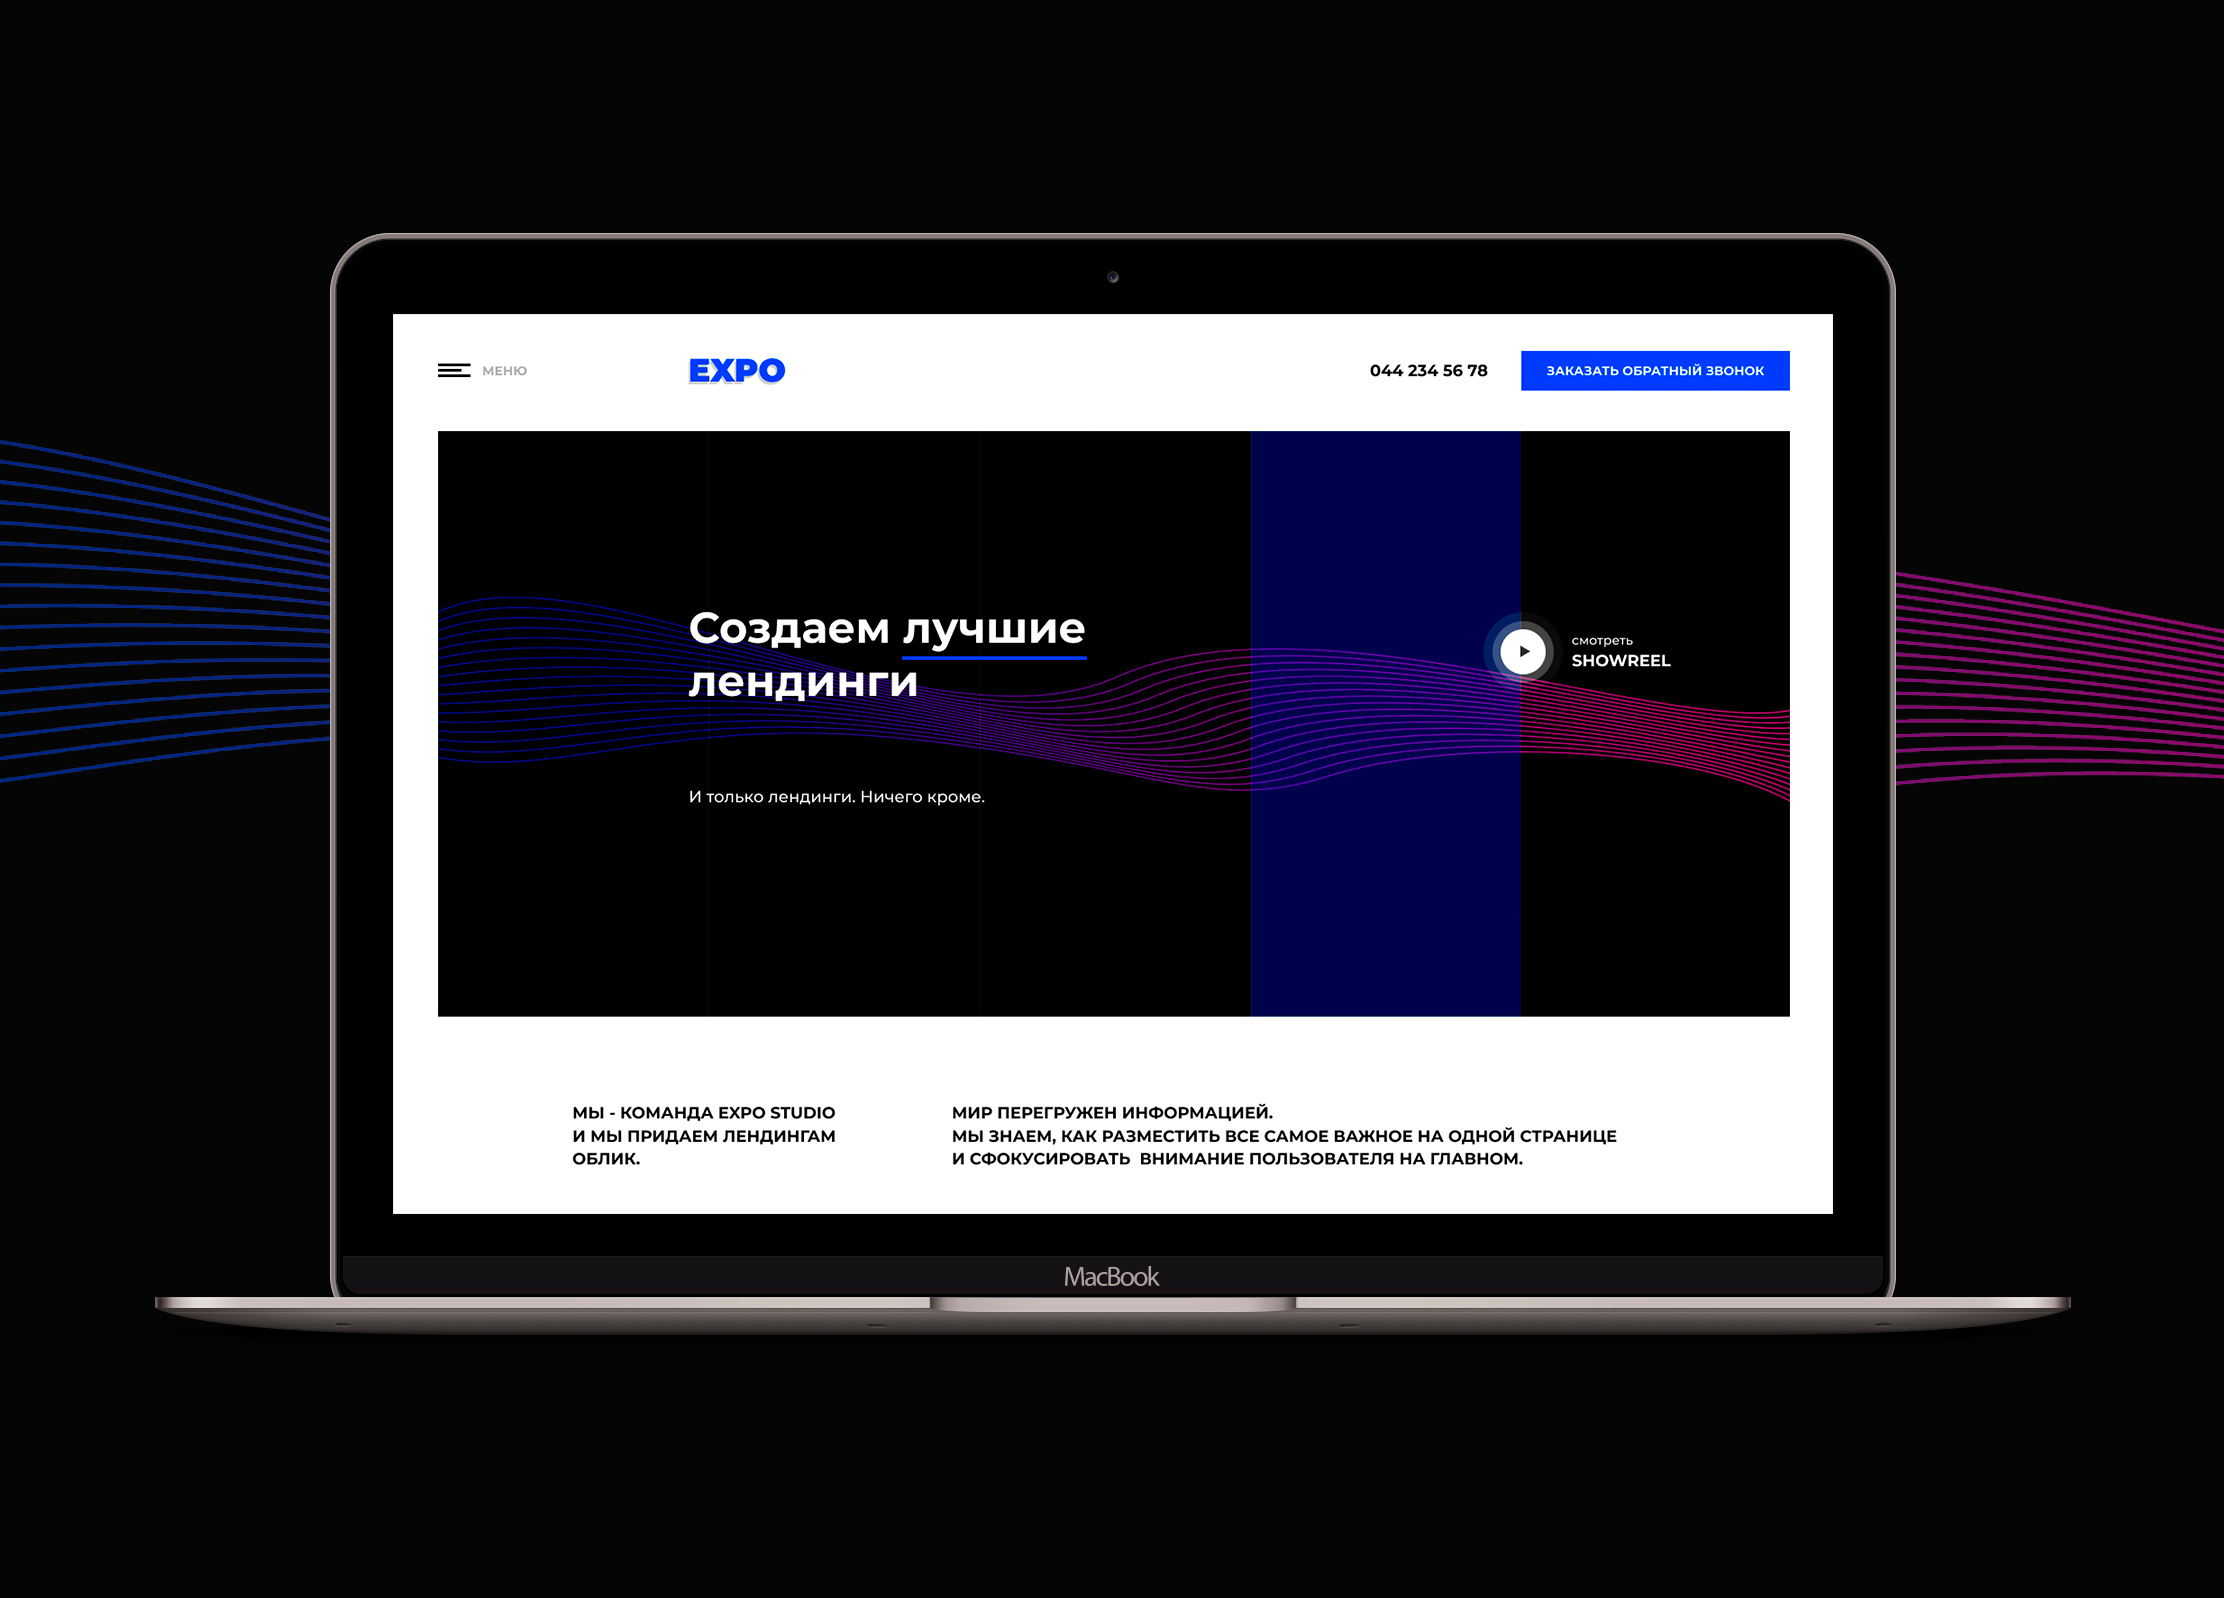 МЕНЮ
EXPO
044 234 56 78
ЗАКАЗАТЬ ОБРАТНЫЙ ЗВОНОК
Создаем лучшие
лендинги
И только лендинги. Ничего кроме.
смотреть
SHOWREEL
МЫ - КОМАНДА EXPO STUDIO
И МЫ ПРИДАЕМ ЛЕНДИНГАМ
ОБЛИК.
МИР ПЕРЕГРУЖЕН ИНФОРМАЦИЕЙ.
МЫ ЗНАЕМ, КАК РАЗМЕСТИТЬ ВСЕ САМОЕ ВАЖНОЕ НА ОДНОЙ СТРАНИЦЕ
И СФОКУСИРОВАТЬ  ВНИМАНИЕ ПОЛЬЗОВАТЕЛЯ НА ГЛАВНОМ.
MacBook